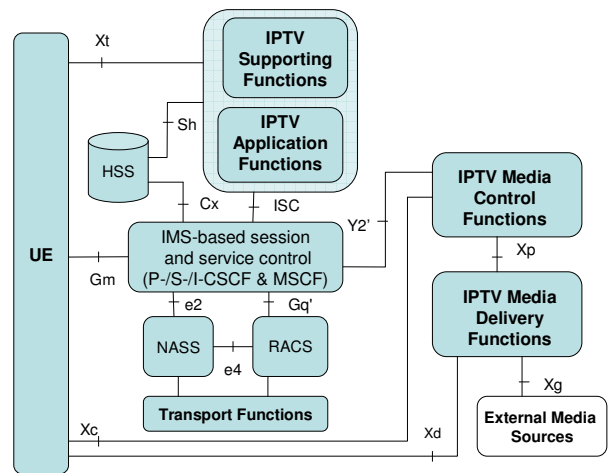 Xt
IPTV
Supporting
Functions
Sh
IPTV
Application
Functions
HSS
Cx
ISC
Y2'
IPTV Media
Control
Functions
UE
Gm
IMS-based session
and service control
(P-/S-/I-CSCF & MSCF)
Xp
e2
Gq'
IPTV Media
Delivery
Functions
NASS
e4
RACS
Transport Functions
Xg
Xc
Xd
External Media
Sources